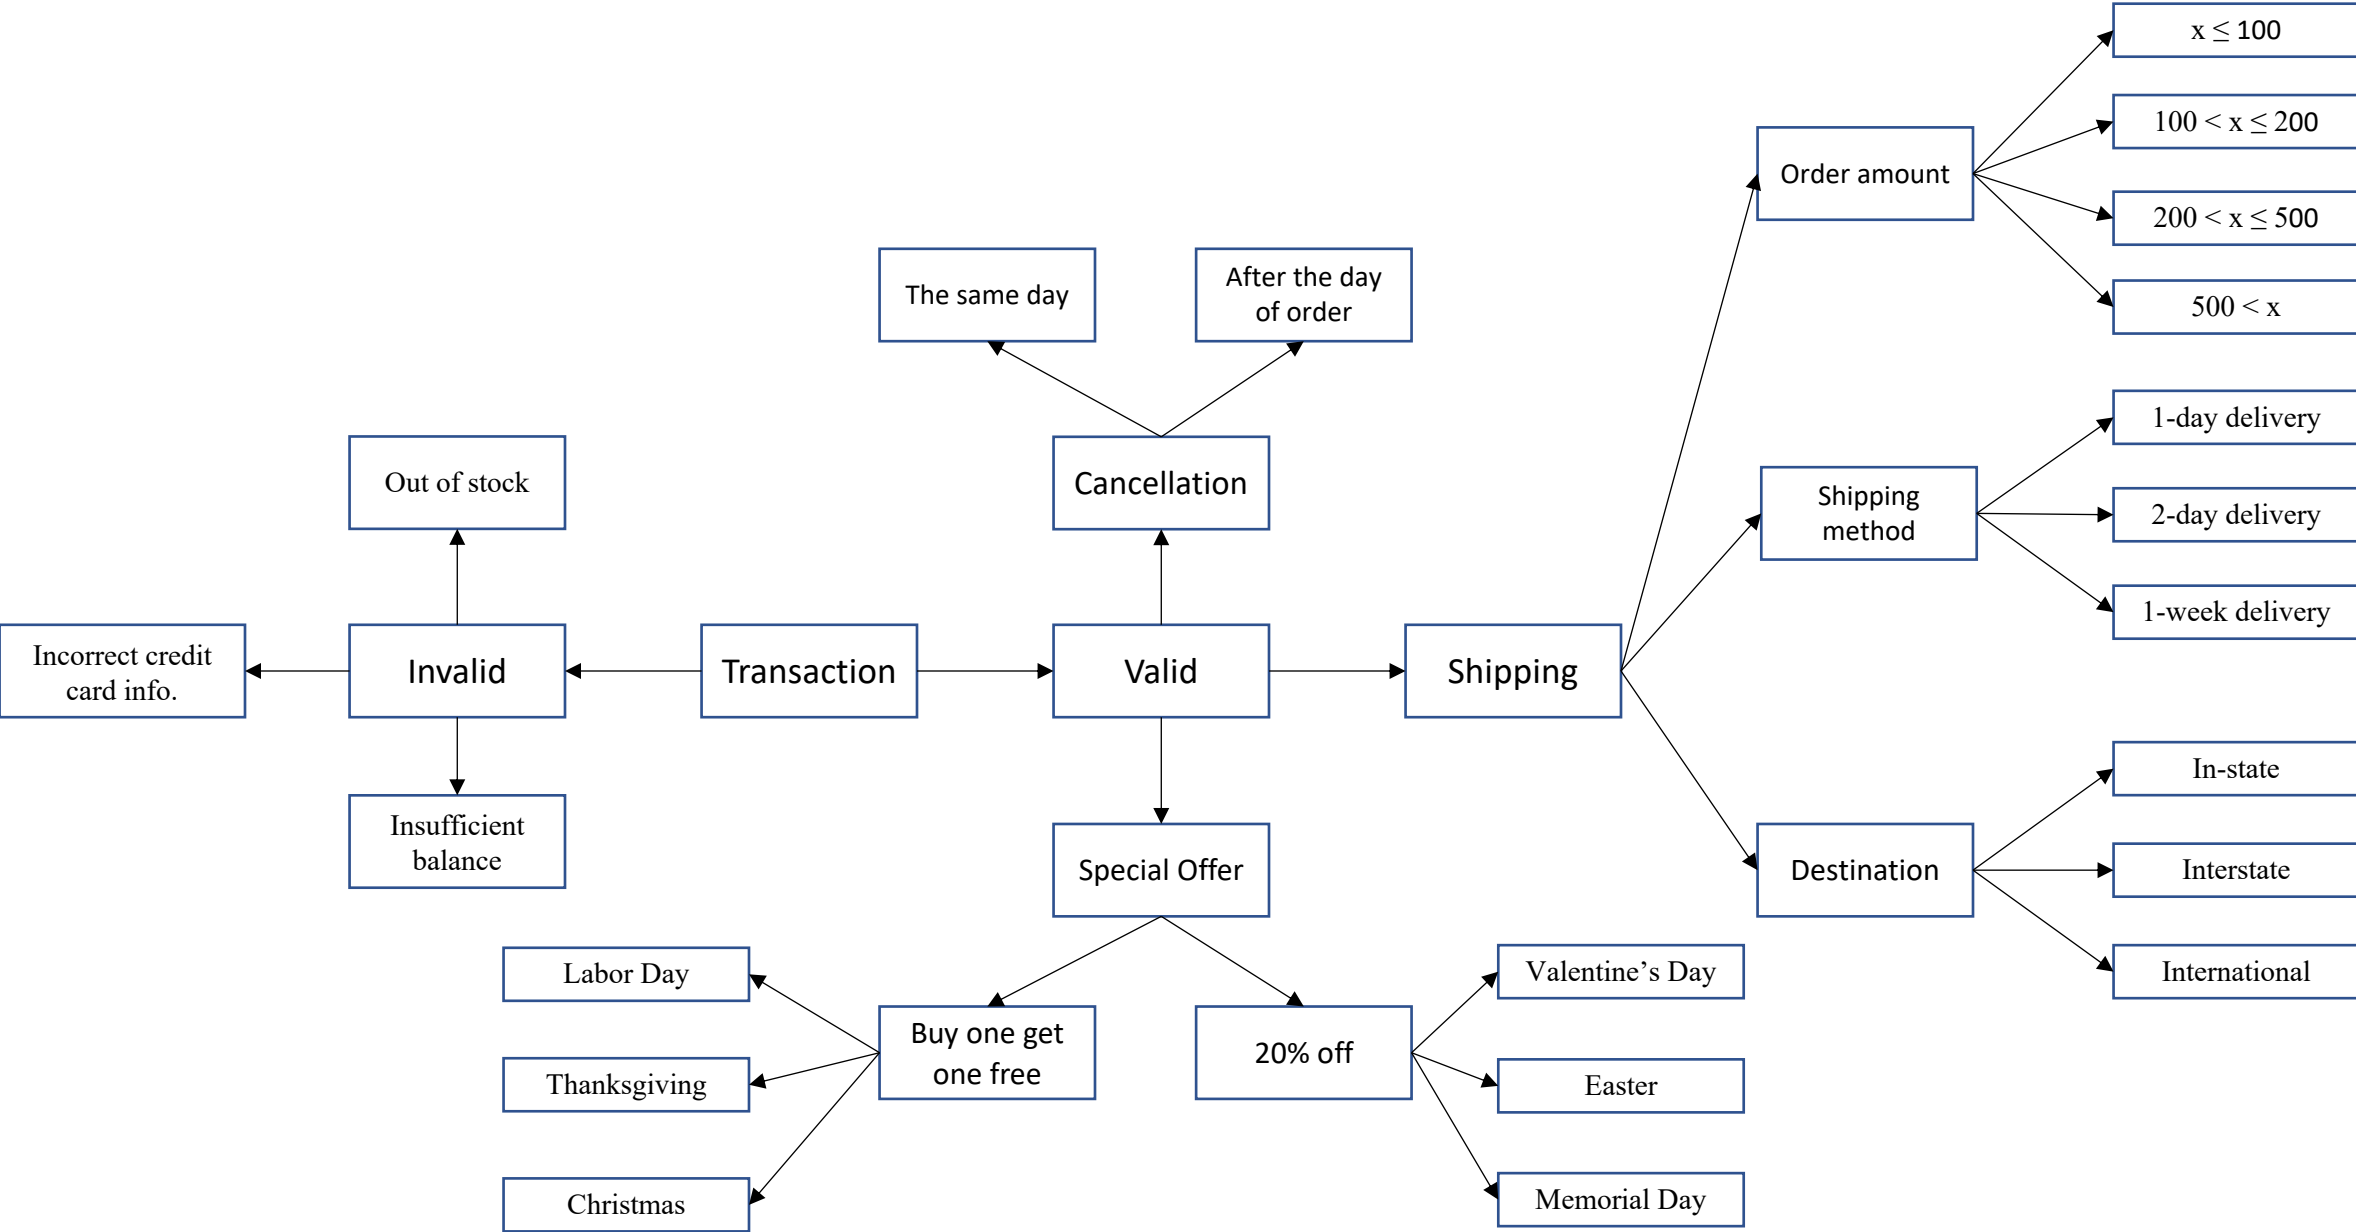 x ≤ 100
100 < x ≤ 200
Order amount
200 < x ≤ 500
500 < x
The same day
After the day
of order
1-day delivery
Out of stock
Cancellation
Shipping
method
2-day delivery
1-week delivery
Incorrect credit
card info.
Invalid
Transaction
Valid
Shipping
In-state
Insufficient
balance
Special Offer
Destination
Interstate
International
Labor Day
Valentine’s Day
Buy one get
one free
20% off
Thanksgiving
Easter
Christmas
Memorial Day